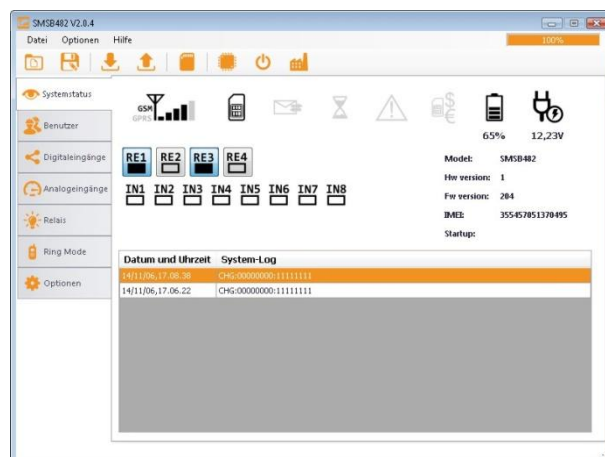 SMSB482 V2.0.4
Datei Optionen Hilfe
100%
Systemstatus
Benutzer
Digitaleingänge
Analogeingänge
Relais
Ring Mode
Optionen
GSM
GPRS
65% 12,23V
RE1 RE2 RE3 RE4
IN1 IN2 IN3 IN4 IN5 IN6 IN7 IN8
Model: SMSB482
Hw version: 1
Fw version: 204
IMEI: 355457051370495
Startup:
Datum und Uhrzeit System-Log
14/11/06,17.08.38 CHG:00000000:11111111
14/11/06,17.06.22 CHG:00000000:11111111